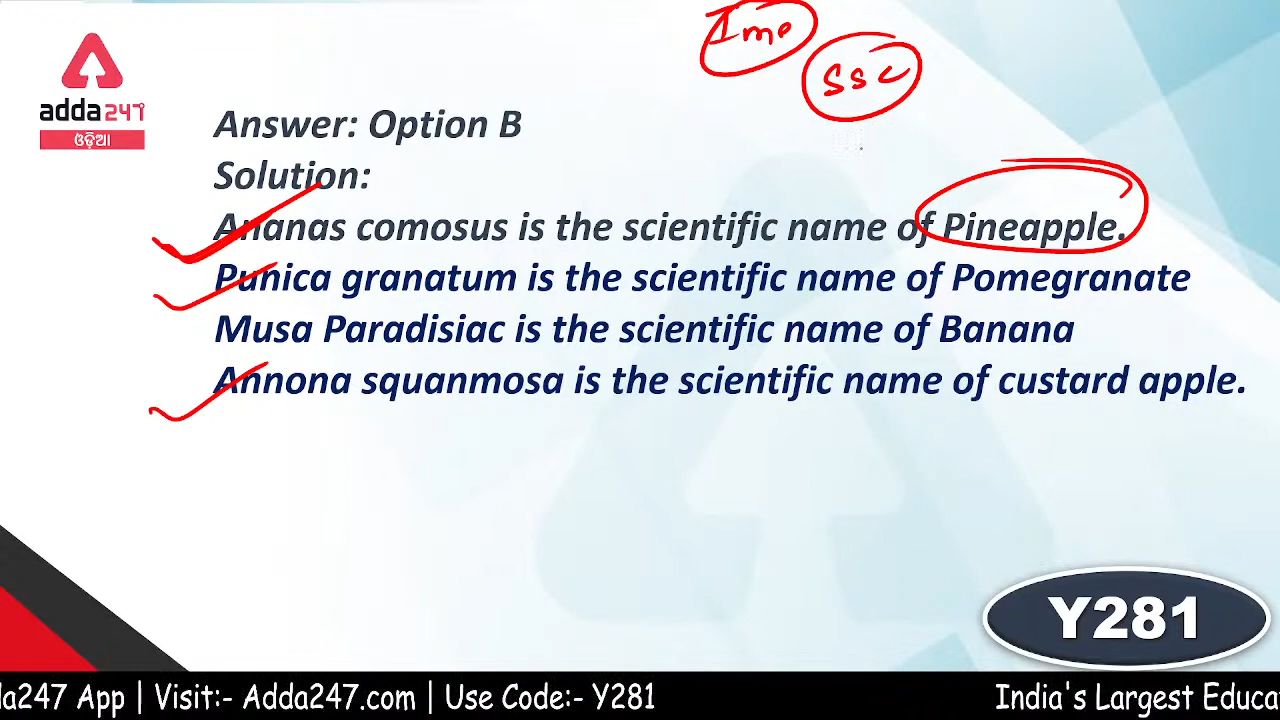 Imp
SSC
adda247
ଓଡ଼ିଆ
Answer: Option B
Solution:
Ananas comosus is the scientific name of Pineapple.
Punica granatum is the scientific name of Pomegranate
Musa Paradisiac is the scientific name of Banana
Annona squanmosa is the scientific name of custard apple.
Y281
da247 App | Visit:- Adda247.com | Use Code:- Y281
India's Largest Educa